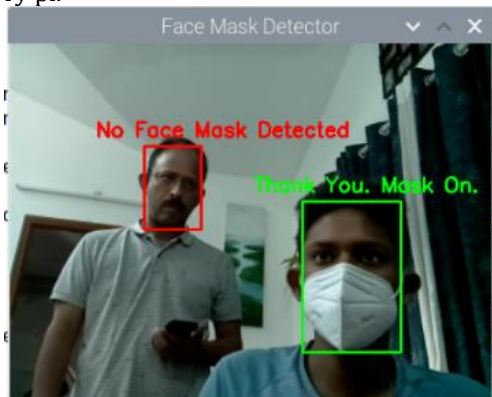 Face Mask Detector
No Face Mask Detected
Thank You. Mask On.